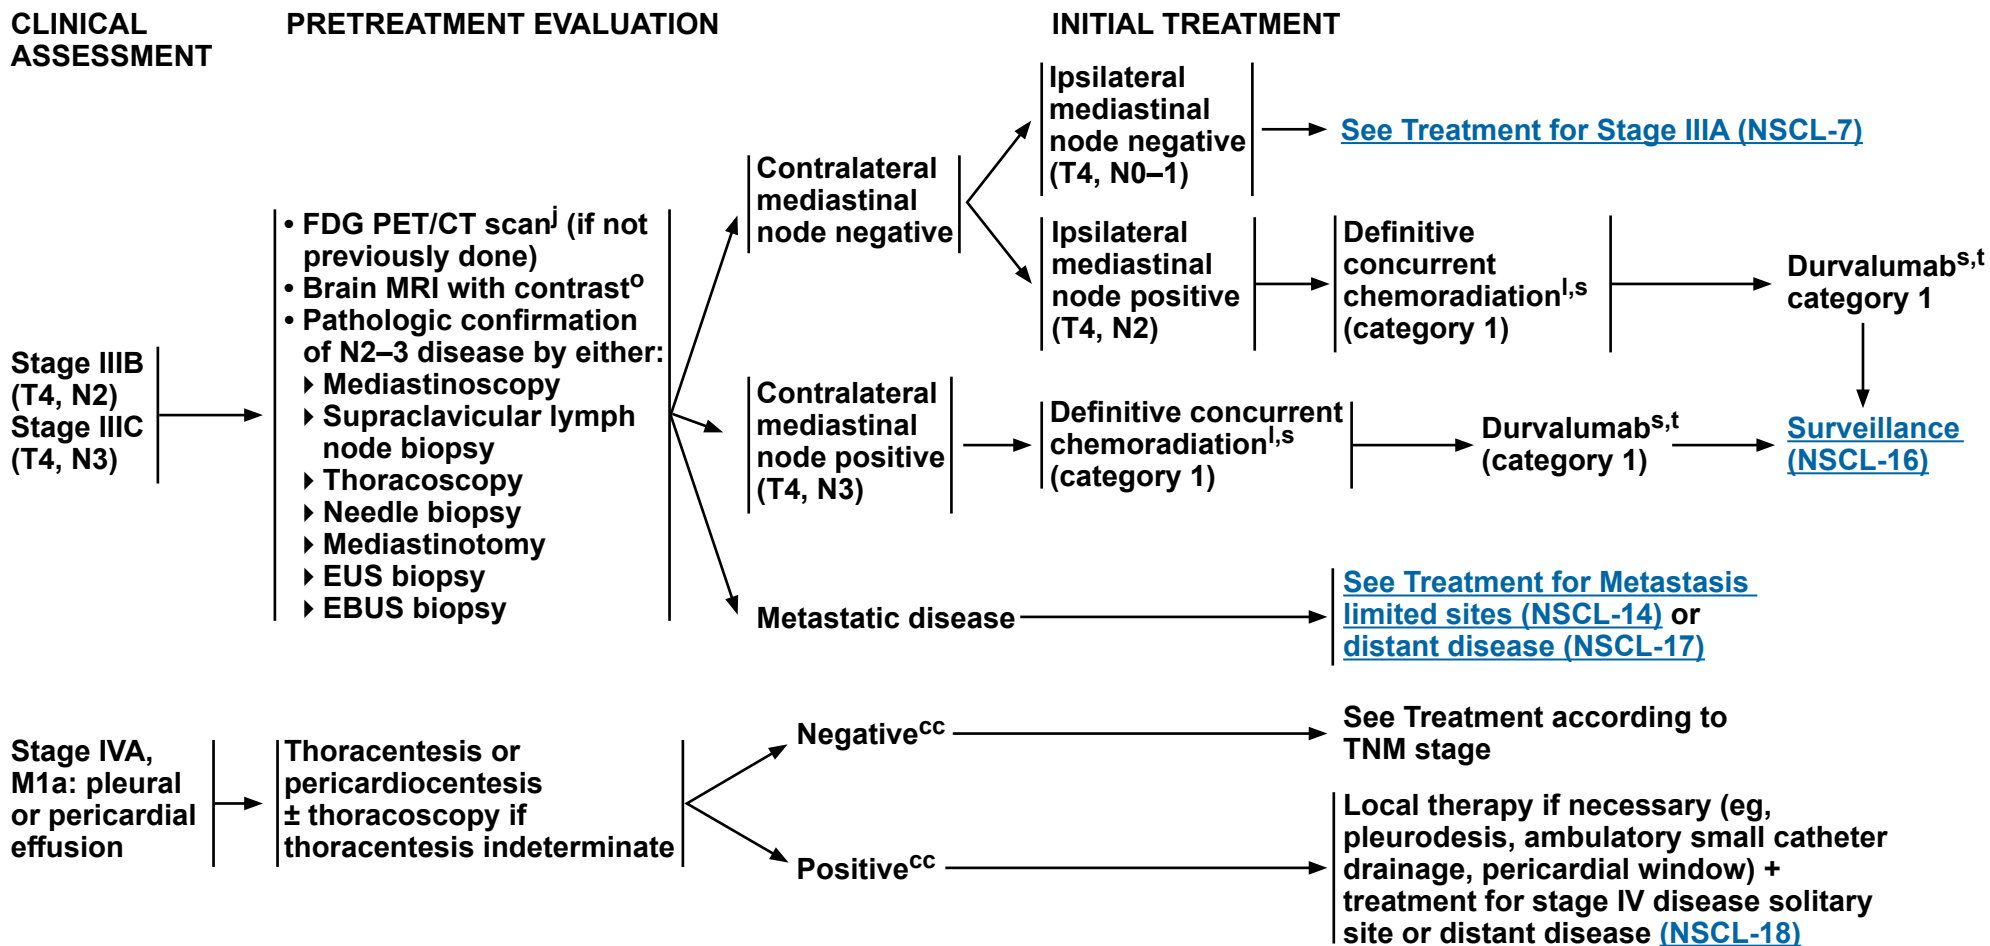 CLINICAL
ASSESSMENT
PRETREATMENT EVALUATION
INITIAL TREATMENT
Stage IIIB
(T4, N2)
Stage IIIC
(T4, N3)
• FDG PET/CT scanj (if not
previously done)
• Brain MRI with contrasto
• Pathologic confirmation
of N2–3 disease by either:
▸ Mediastinoscopy
▸ Supraclavicular lymph
node biopsy
▸ Thoracoscopy
▸ Needle biopsy
▸ Mediastinotomy
▸ EUS biopsy
▸ EBUS biopsy
Contralateral
mediastinal
node negative
Ipsilateral
mediastinal
node negative
(T4, N0–1)
See Treatment for Stage IIIA (NSCL-7)
Ipsilateral
mediastinal
node positive
(T4, N2)
Definitive
concurrent
chemoradiationl,s
(category 1)
Durvalumabs,t
category 1
Contralateral
mediastinal
node positive
(T4, N3)
Definitive concurrent
chemoradiationl,s
(category 1)
Durvalumabs,t
(category 1)
Surveillance
(NSCL-16)
Metastatic disease
See Treatment for Metastasis
limited sites (NSCL-14) or
distant disease (NSCL-17)
Stage IVA,
M1a: pleural
or pericardial
effusion
Thoracentesis or
pericardiocentesis
± thoracoscopy if
thoracentesis indeterminate
Negativecc
See Treatment according to
TNM stage
Positivecc
Local therapy if necessary (eg,
pleurodesis, ambulatory small catheter
drainage, pericardial window) +
treatment for stage IV disease solitary
site or distant disease (NSCL-18)